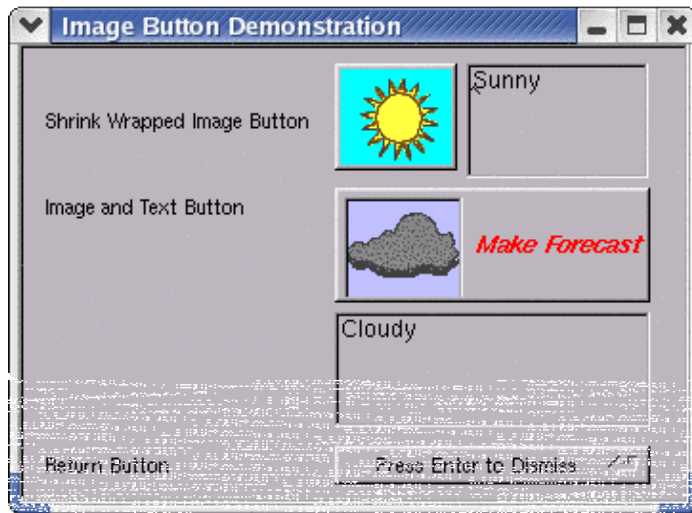 Image Button Demonstration
Shrink Wrapped Image Button
Sunny
Image and Text Button
Make Forecast
Cloudy
Return Button
Press Enter to Dismiss